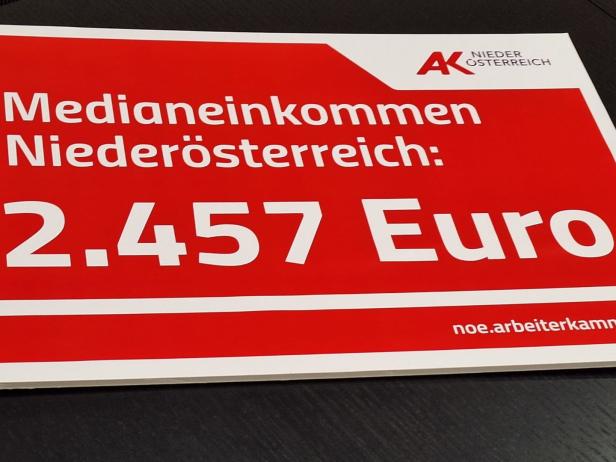 AK NIEDER
ÖSTERREICH
Medianeinkommen
Niederösterreich:
2.457 Euro
noe.arbeiterkamm